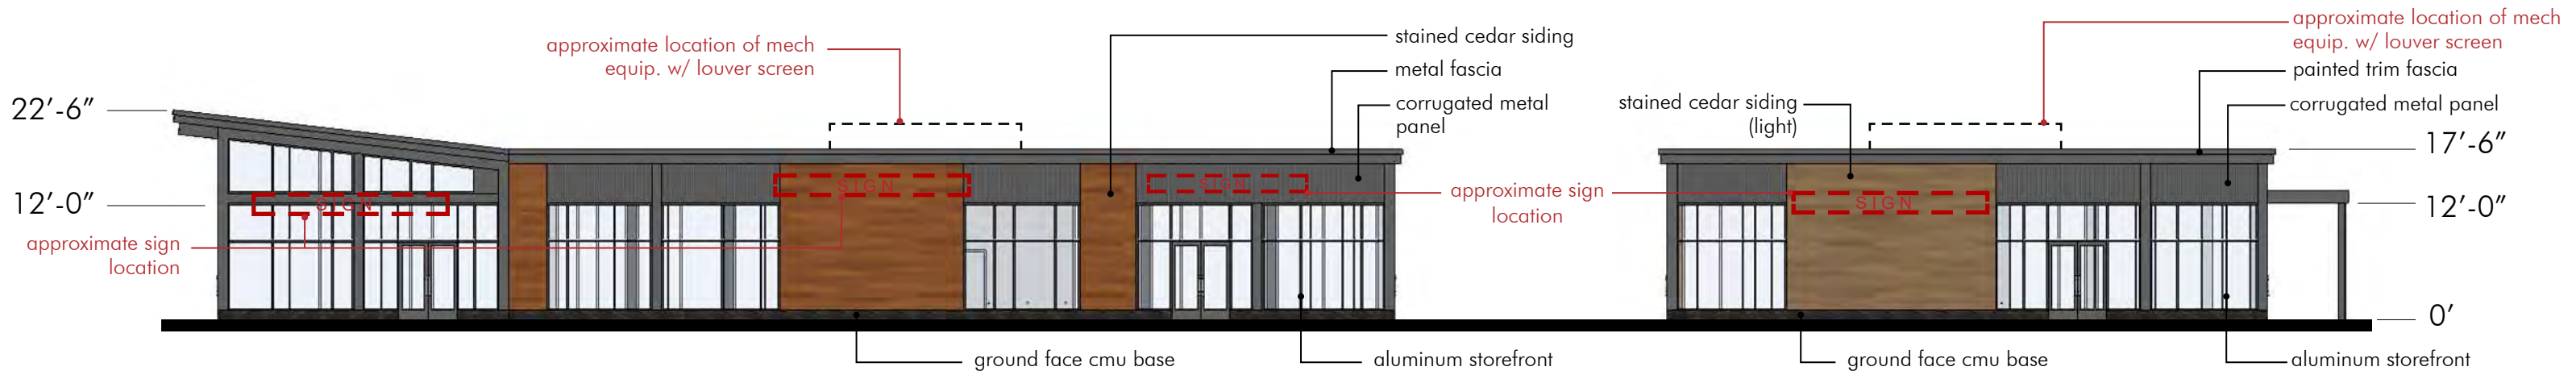 approximate location of mech
equip. w/ louver screen
stained cedar siding
metal fascia
corrugated metal
panel
22'-6"
12'-0"
SIGN
SIGN
SIGN
approximate sign
location
approximate sign
location
ground face cmu base
aluminum storefront
approximate location of mech
equip. w/ louver screen
painted trim fascia
stained cedar siding
(light)
corrugated metal panel
17'-6"
SIGN
12'-0"
0'
ground face cmu base
aluminum storefront